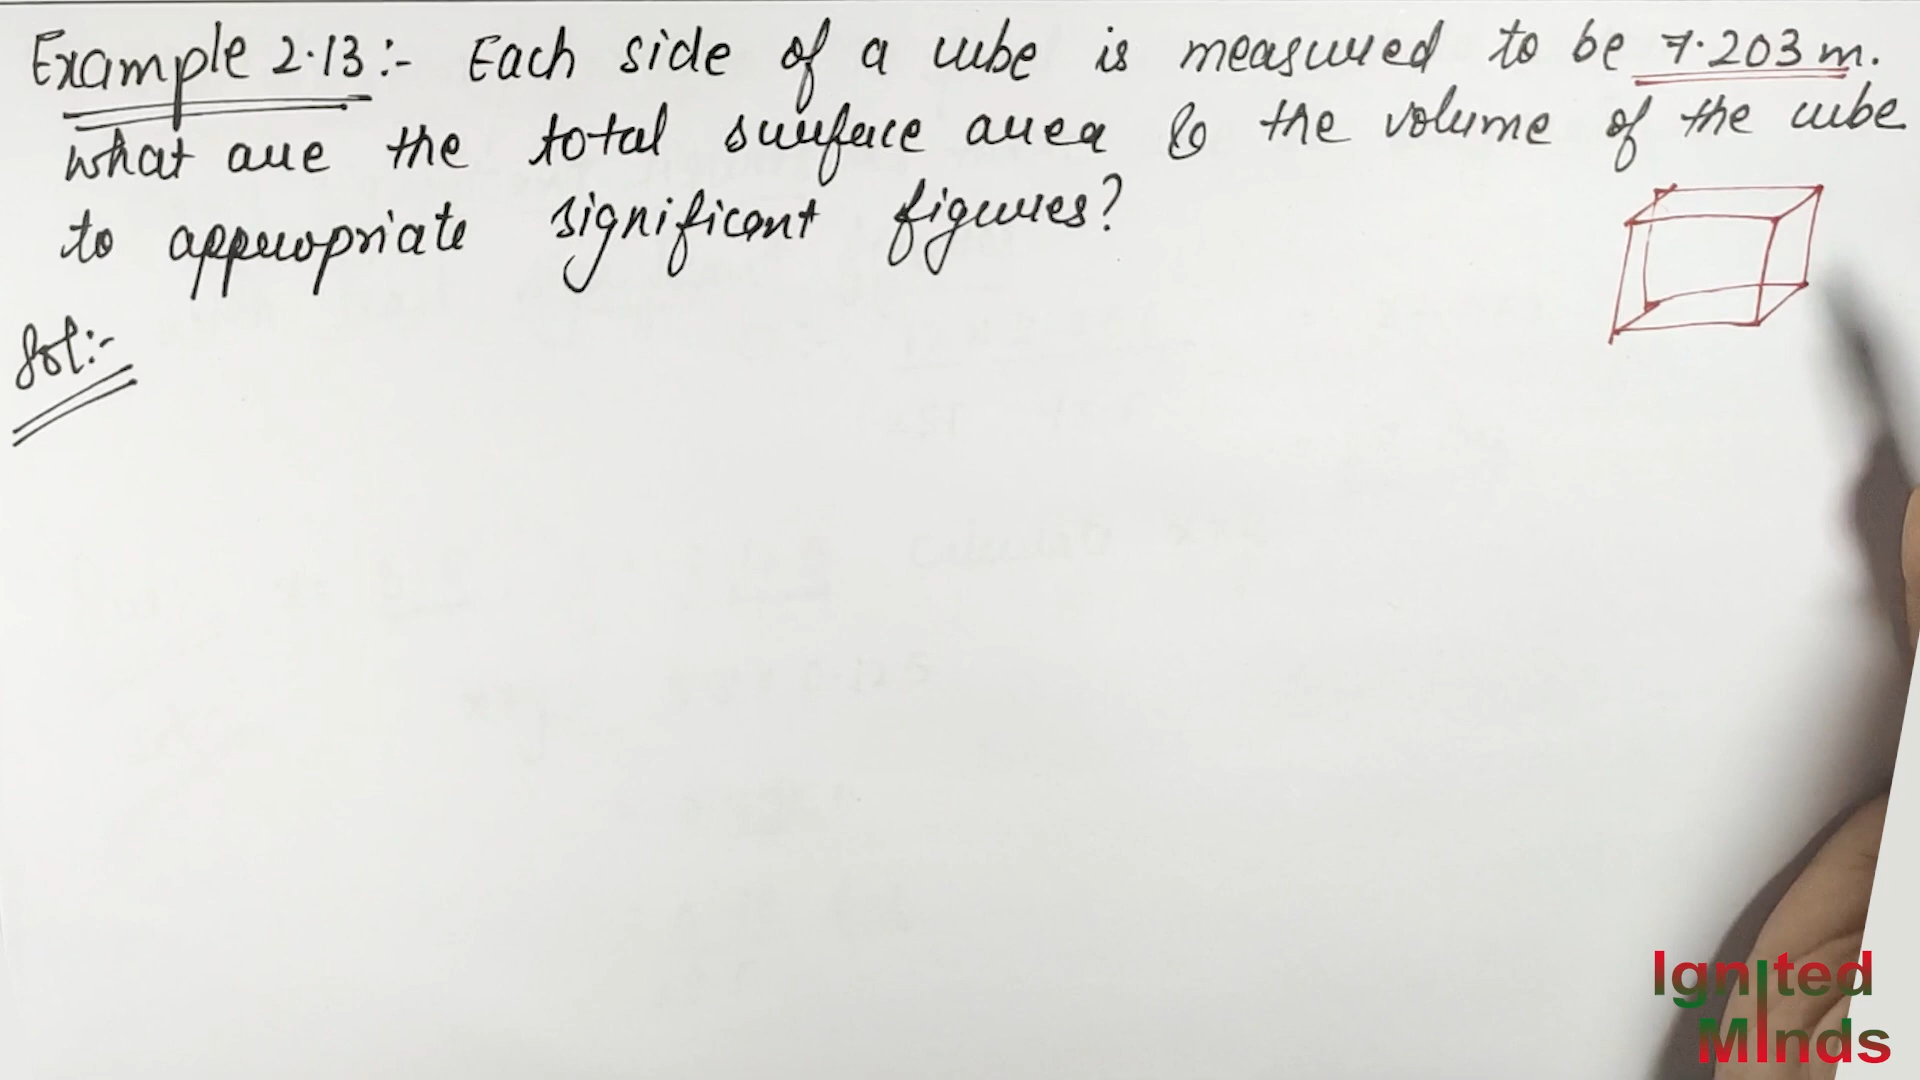 Example 2.13:- Each side of a cube is measured to be 7.203 m.
what are the total surface area & the volume of the cube
to appropriate significant figures?
Sol:-
Ignited
Minds